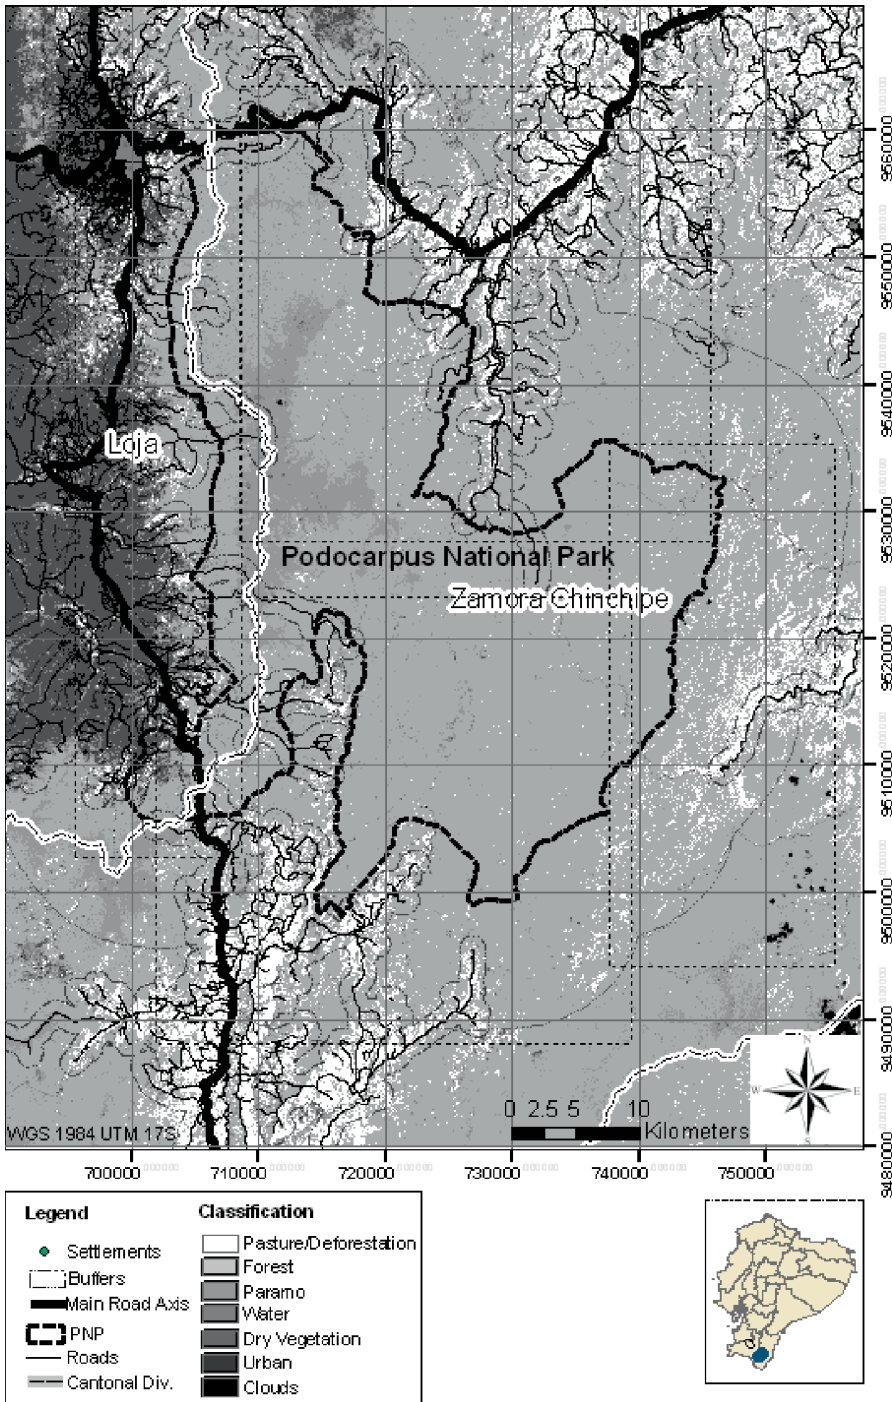 Loja
Podocarpus National Park
Zamora Chinchipe
9560000
9550000
9540000
9530000
9520000
9510000
9500000
9490000
9480000
N
W E
S
0 2.5 5 10
Kilometers
WGS 1984 UTM 17S
700000 710000 720000 730000 740000 750000
Legend
Settlements
Buffers
Main Road Axis
PNP
Roads
Cantonal Div.
Classification
Pasture/Deforestation
Forest
Paramo
Water
Dry Vegetation
Urban
Clouds